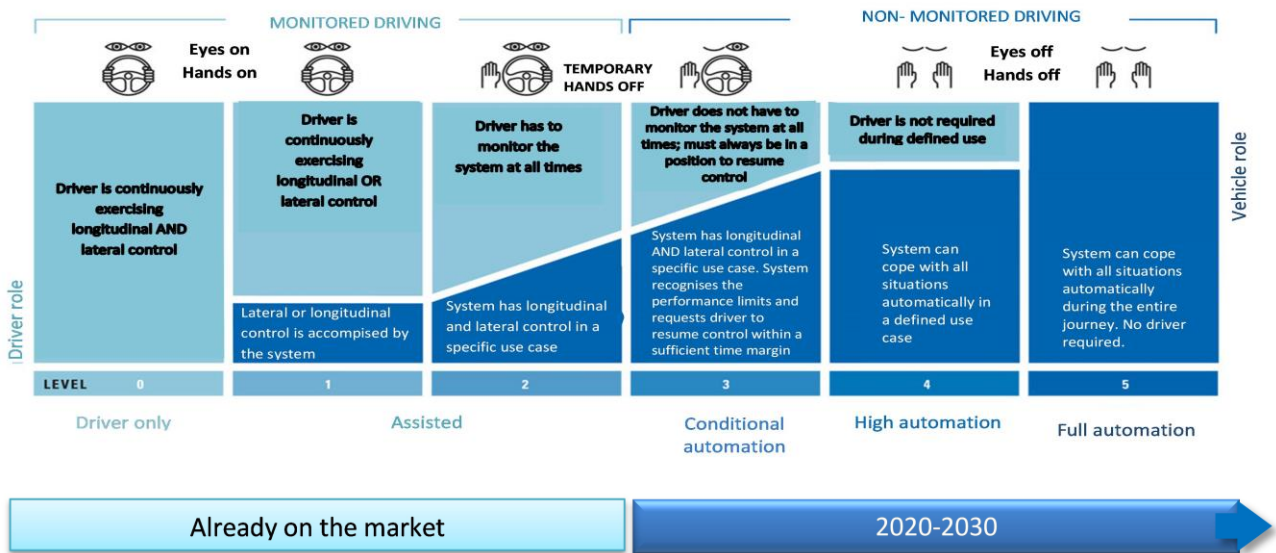 MONITORED DRIVING
NON- MONITORED DRIVING
Eyes on
Hands on
TEMPORARY
HANDS OFF
Eyes off
Hands off
Driver role
Vehicle role
Driver is continuously
exercising
longitudinal AND
lateral control
Driver is
continuously
exercising
longitudinal OR
lateral control
Lateral or longitudinal
control is accompised by
the system
Driver has to
monitor the
system at all times
System has longitudinal
and lateral control in a
specific use case
Driver does not have to
monitor the system at all
times; must always be in a
position to resume
control
System has longitudinal
AND lateral control in a
specific use case. System
recognises the
performance limits and
requests driver to
resume control within a
sufficient time margin
Driver is not required
during defined use
System can
cope with all
situations
automatically in
a defined use
case
System can cope
with all situations
automatically
during the entire
journey. No driver
required.
LEVEL 0 1 2 3 4 5
Driver only
Assisted
Conditional
automation
High automation
Full automation
Already on the market
2020-2030